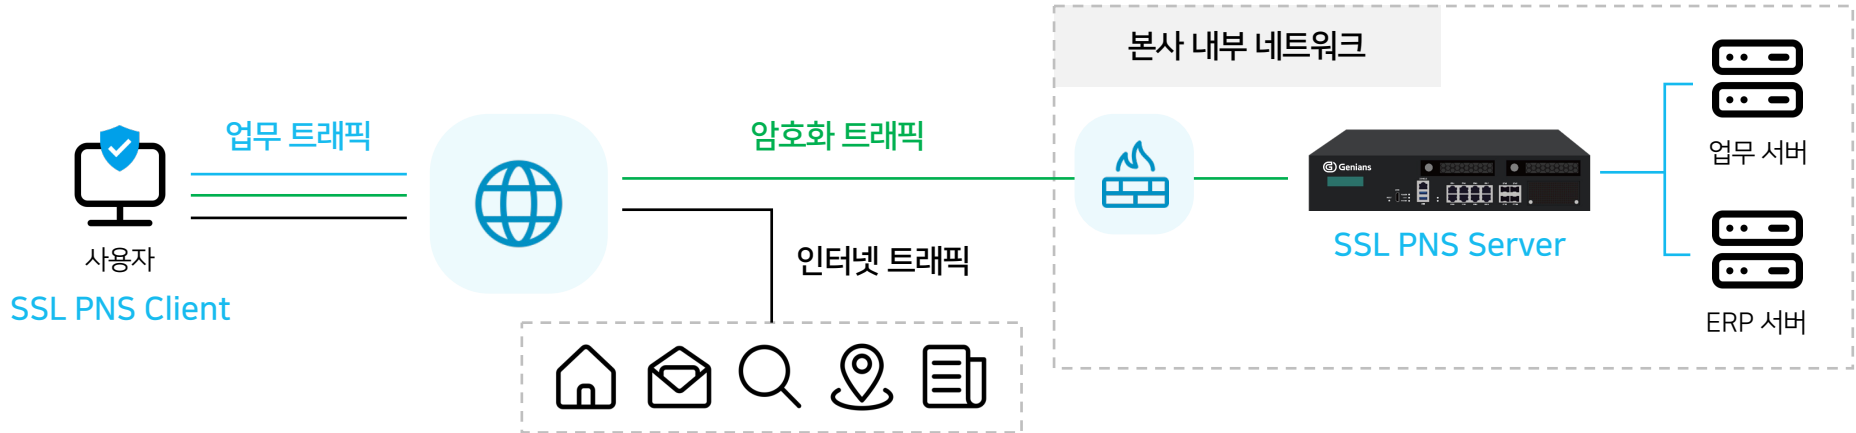 본사 내부 네트워크
업무 트래픽
암호화 트래픽
Genians
업무 서버
사용자
인터넷 트래픽
SSL PNS Server
SSL PNS Client
ERP 서버